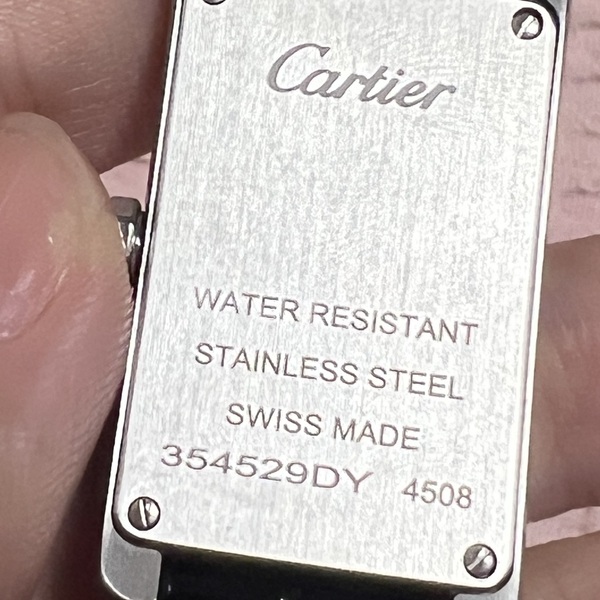 Cartier
WATER RESISTANT
STAINLESS STEEL
SWISS MADE
354529DY 4508